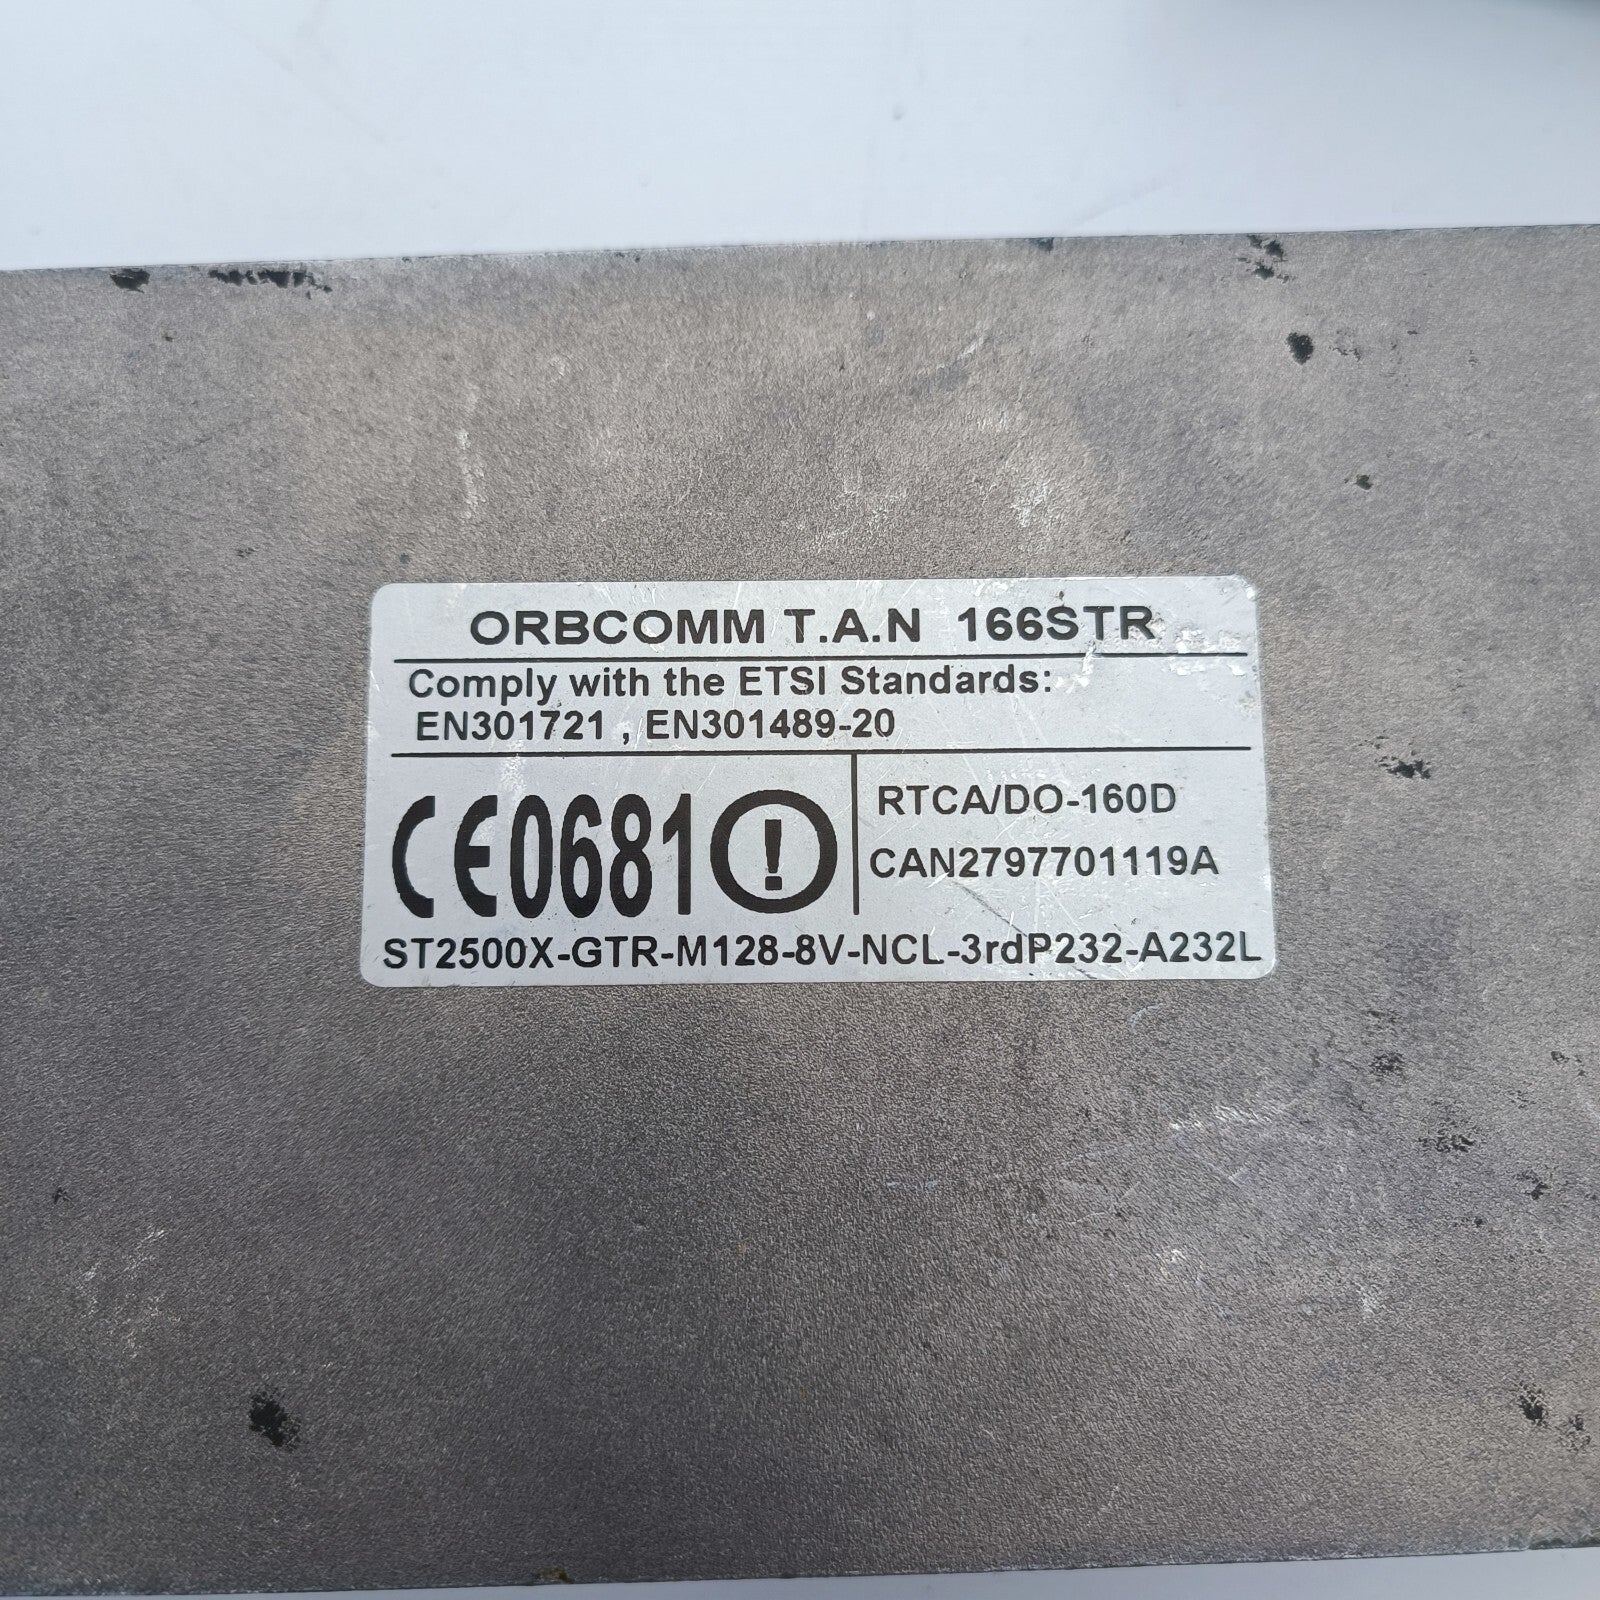 ORBCOMM T.A.N 166STR
Comply with the ETSI Standards:
EN301721 , EN301489-20
CE0681 !
RTCA/DO-160D
CAN2797701119A
ST2500X-GTR-M128-8V-NCL-3rdP232-A232L